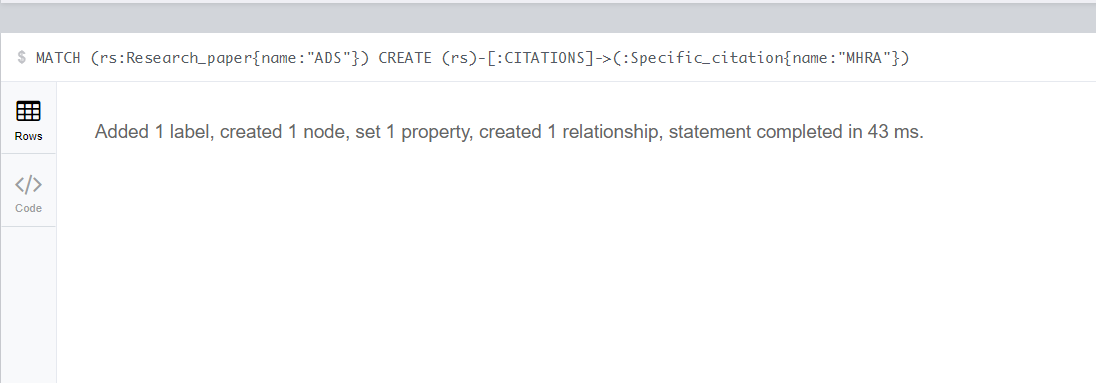 $ MATCH (rs:Research_paper{name:"ADS"}) CREATE (rs)-[:CITATIONS]->(:Specific_citation{name:"MHRA"})
Rows
Added 1 label, created 1 node, set 1 property, created 1 relationship, statement completed in 43 ms.
</> 
Code